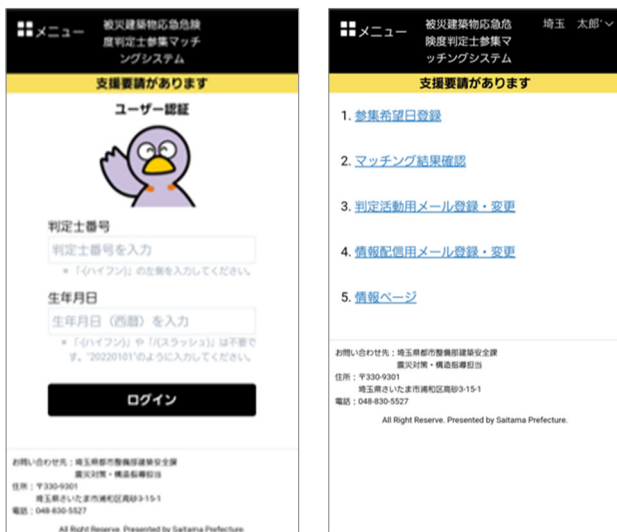 メニュー
被災建築物応急危険
度判定士参集マッチ
ングシステム
支援要請があります
ユーザー認証
判定士番号
判定士番号を入力
※「-(ハイフン)」の左側を入力してください。
生年月日
生年月日（西暦）を入力
※「-(ハイフン)」や「/(スラッシュ)」は不要で
す。"20220101"のように入力してください。
ログイン
お問い合わせ先：埼玉県都市整備部建築安全課
震災対策・構造指導担当
住所：〒330-9301
埼玉県さいたま市浦和区高砂3-15-1
電話：048-830-5527
All Right Reserve. Presented by Saitama Prefecture.
メニュー
被災建築物応急危
険度判定士参集マ
ッチングシステム
埼玉 太郎
支援要請があります
1. 参集希望日登録
2. マッチング結果確認
3. 判定活動用メール登録・変更
4. 情報配信用メール登録・変更
5. 情報ページ
お問い合わせ先：埼玉県都市整備部建築安全課
震災対策・構造指導担当
住所：〒330-9301
埼玉県さいたま市浦和区高砂3-15-1
電話：048-830-5527
All Right Reserve. Presented by Saitama Prefecture.